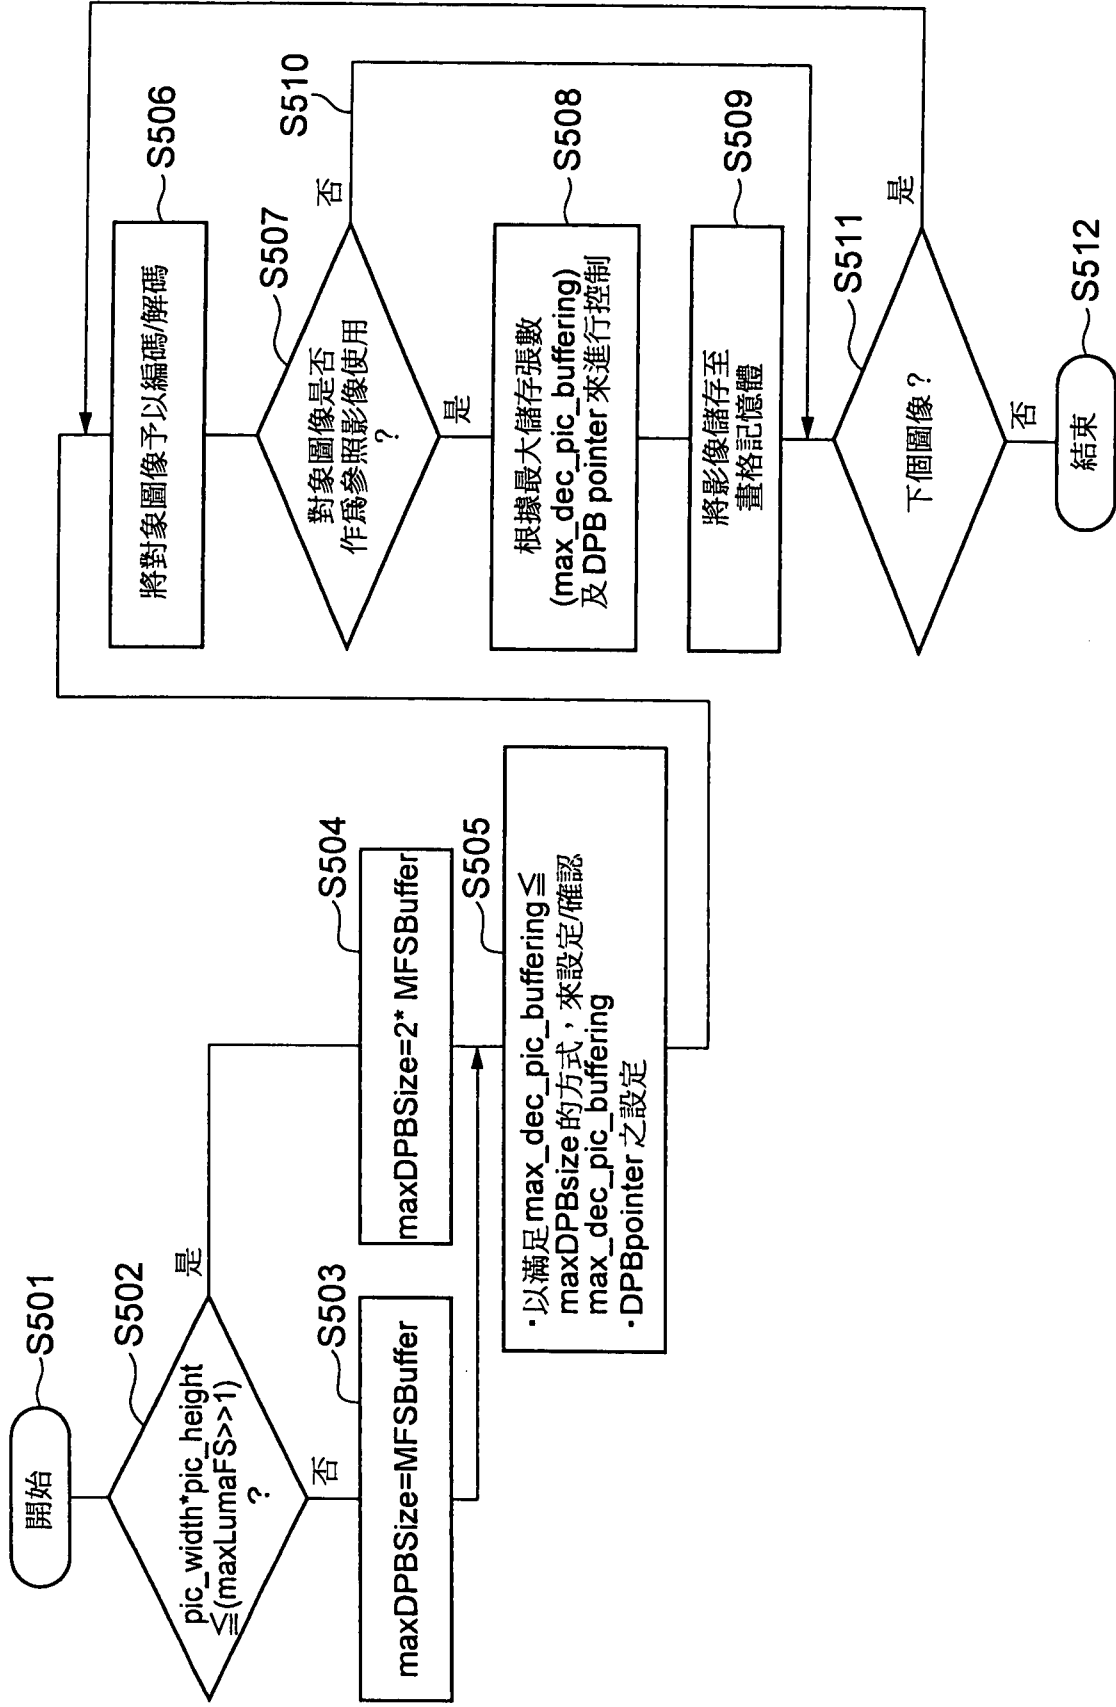 開始
S501
pic_width*pic_height
≦(maxLumaFS>>1)
?
S502
是
否
maxDPBSize=MFSBuffer
S503
maxDPBSize=2* MFSBuffer
S504
・以滿足max_dec_pic_buffering≦
maxDPBsize的方式，來設定/確認
max_dec_pic_buffering
・DPBpointer之設定
S505
將對象圖像予以編碼/解碼
S506
對象圖像是否
作爲參照影像使用
?
S507
否
S510
是
根據最大儲存張數
(max_dec_pic_buffering)
及DPB pointer來進行控制
S508
將影像儲存至
畫格記憶體
S509
下個圖像?
S511
是
否
結束
S512